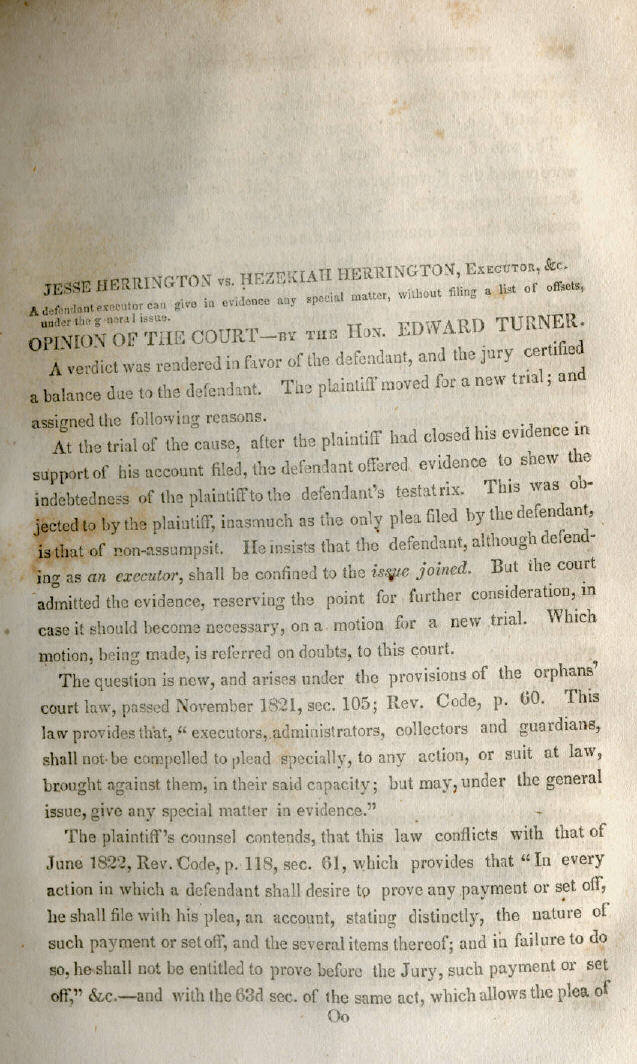 JESSE HERRINGTON vs. HEZEKIAH HERRINGTON, EXECUTOR, &c.
A defendant executor can give in evidence any special matter, without filing a list of offsets,
under the general issue.
OPINION OF THE COURT—BY THE HON. EDWARD TURNER.
A verdict was rendered in favor of the defendant, and the jury certified
a balance due to the defendant. The plaintiff moved for a new trial; and
assigned the following reasons.
At the trial of the cause, after the plaintiff had closed his evidence in
support of his account filed, the defendant offered evidence to shew the
indebtedness of the plaintiff to the defendant's testatrix. This was ob-
jected to by the plaintiff, inasmuch as the only plea filed by the defendant,
is that of non-assumpsit. He insists that the defendant, although defend-
ing as an executor, shall be confined to the issue joined. But the court
admitted the evidence, reserving the point for further consideration, in
case it should become necessary, on a motion for a new trial. Which
motion, being made, is referred on doubts, to this court.
The question is new, and arises under the provisions of the orphans'
court law, passed November 1821, sec. 105; Rev. Code, p. 60. This
law provides that, "executors, administrators, collectors and guardians,
shall not be compelled to plead specially, to any action, or suit at law,
brought against them, in their said capacity; but may, under the general
issue, give any special matter in evidence."
The plaintiff's counsel contends, that this law conflicts with that of
June 1822, Rev. Code, p. 118, sec. 61, which provides that "In every
action in which a defendant shall desire to prove any payment or set off,
he shall file with his plea, an account, stating distinctly, the nature of
such payment or set off, and the several items thereof; and in failure to do
so, he shall not be entitled to prove before the Jury, such payment or set
off," &c.—and with the 63d sec. of the same act, which allows the plea of
Oo